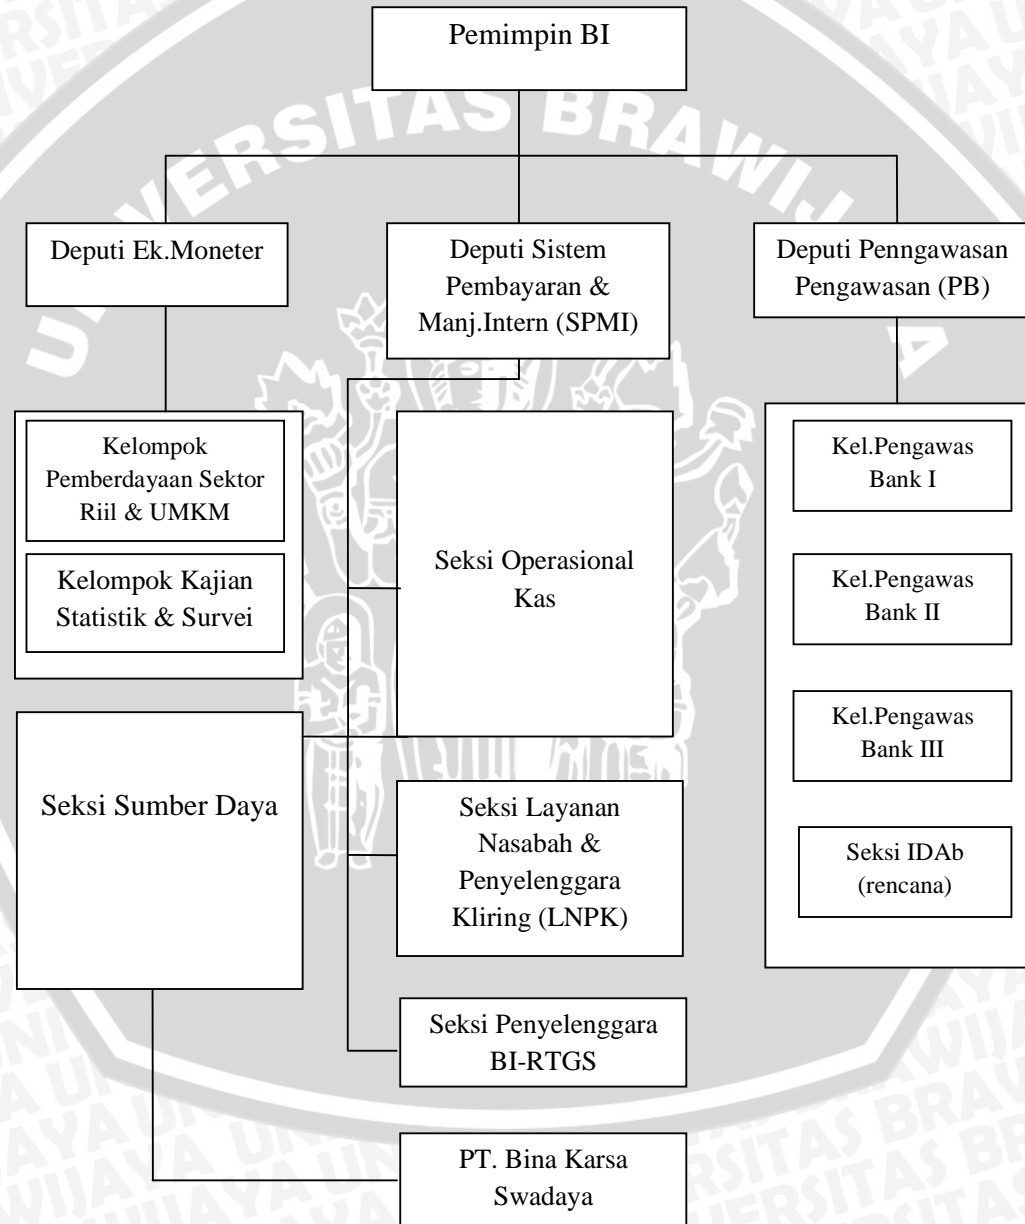 Pemimpin BI
UNIVERSITAS BRAWIJAYA
Deputi Ek.Moneter
Deputi Sistem
Pembayaran &
Manj.Intern (SPMI)
Deputi Penngawasan
Pengawasan (PB)
Kelompok
Pemberdayaan Sektor
Riil & UMKM
Kelompok Kajian
Statistik & Survei
Seksi Operasional
Kas
Kel.Pengawas
Bank I
Kel.Pengawas
Bank II
Kel.Pengawas
Bank III
Seksi IDAb
(rencana)
Seksi Sumber Daya
Seksi Layanan
Nasabah &
Penyelenggara
Kliring (LNPK)
Seksi Penyelenggara
BI-RTGS
PT. Bina Karsa
Swadaya